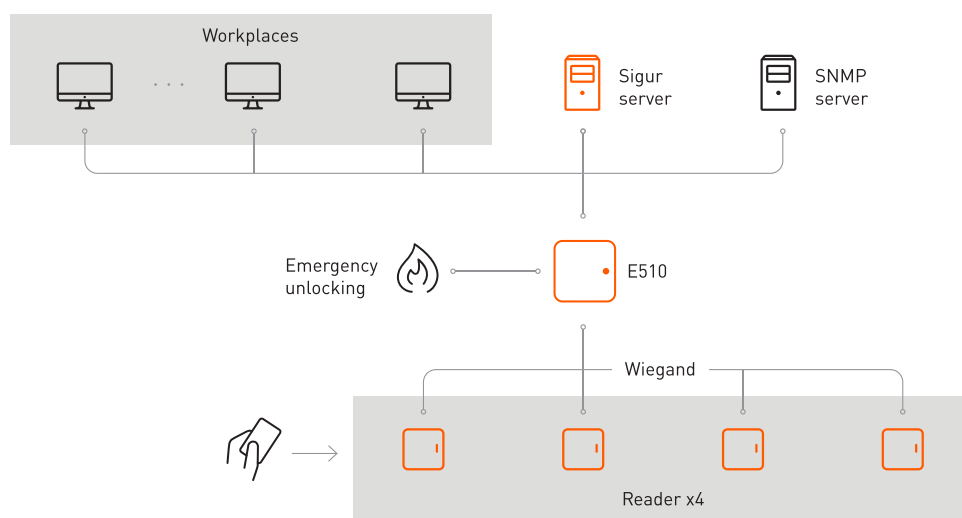 Workplaces
Sigur
server
SNMP
server
Emergency
unlocking
E510
Wiegand
Reader x4